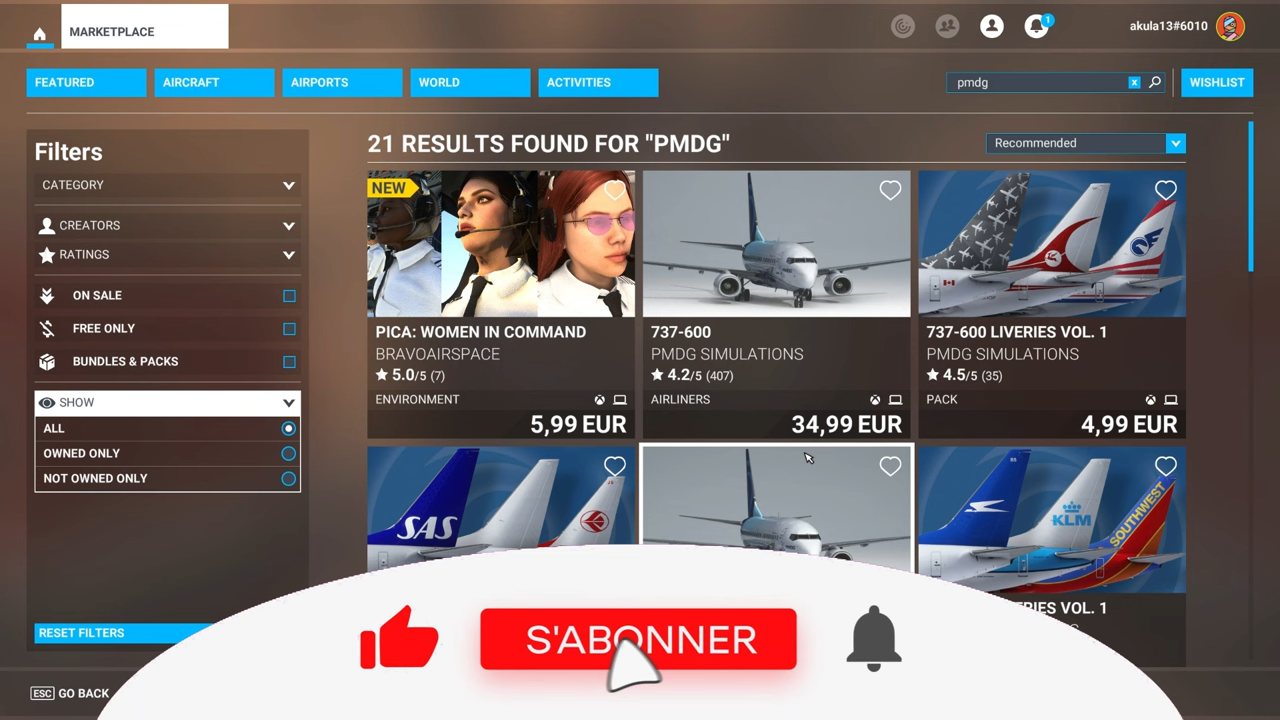 MARKETPLACE
1
akula13#6010
FEATURED
AIRCRAFT
AIRPORTS
WORLD
ACTIVITIES
pmdg
x
WISHLIST
Filters
CATEGORY
CREATORS
RATINGS
ON SALE
FREE ONLY
BUNDLES & PACKS
SHOW
ALL
OWNED ONLY
NOT OWNED ONLY
RESET FILTERS
ESC GO BACK
21 RESULTS FOUND FOR "PMDG"
Recommended
NEW
PICA: WOMEN IN COMMAND
BRAVOAIRSPACE
5.0/5 (7)
ENVIRONMENT
5,99 EUR
737-600
PMDG SIMULATIONS
4.2/5 (407)
AIRLINERS
34,99 EUR
737-600 LIVERIES VOL. 1
PMDG SIMULATIONS
4.5/5 (35)
PACK
4,99 EUR
SAS
KLM
SOUTHWEST
VOL. 1
S'ABONNER